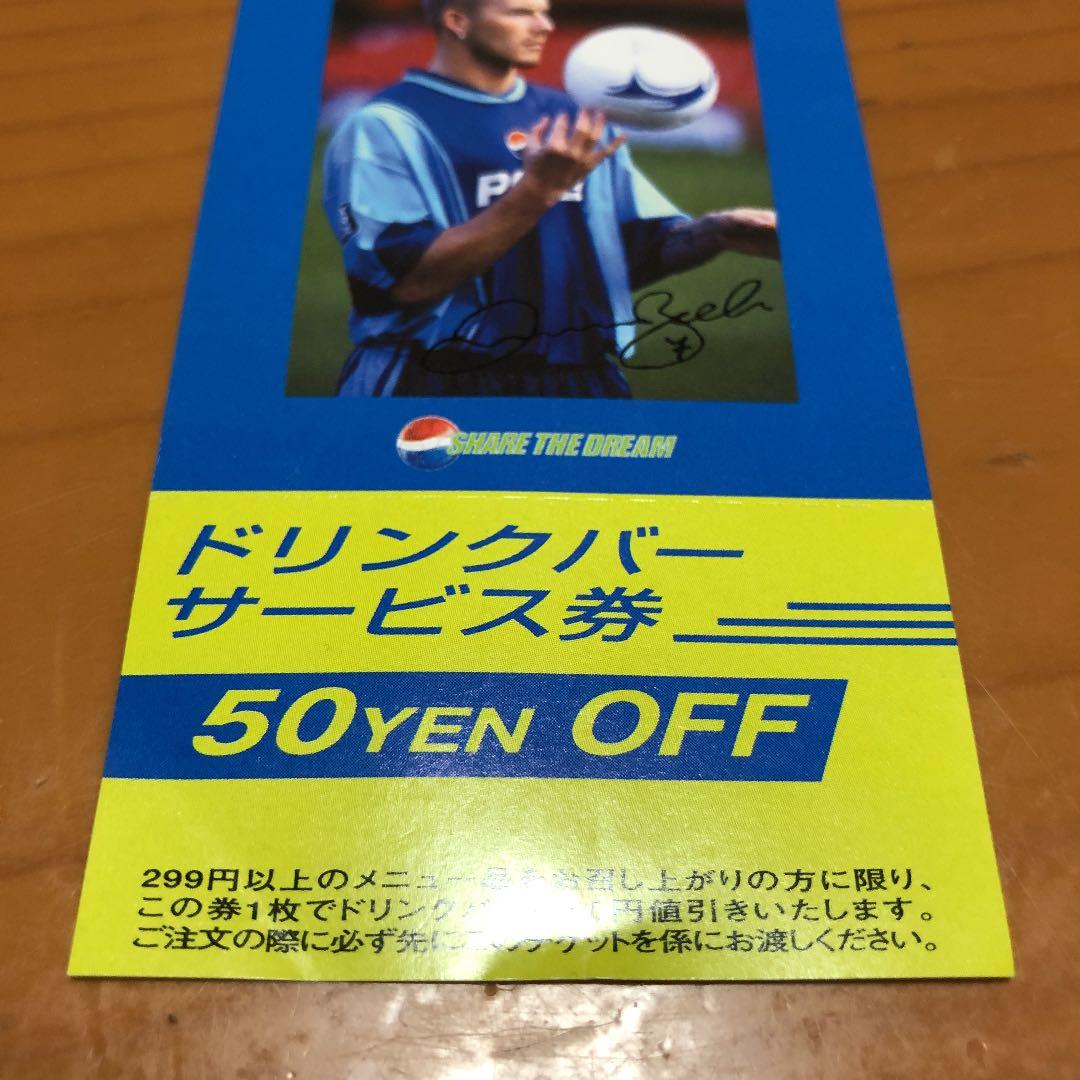 SHARE THE DREAM
ドリンクバー
サービス券
50YEN OFF
299円以上のメニュー お召し上がりの方に限り、
この券1枚でドリンク 円値引きいたします。
ご注文の際に必ず先に チケットを係にお渡しください。